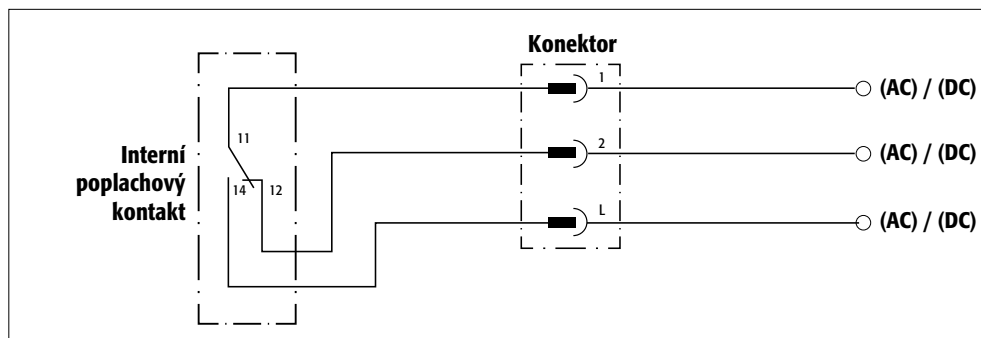 Konektor
1
(AC) / (DC)
11
2
(AC) / (DC)
Interní
poplachový
kontakt
14
12
L
(AC) / (DC)